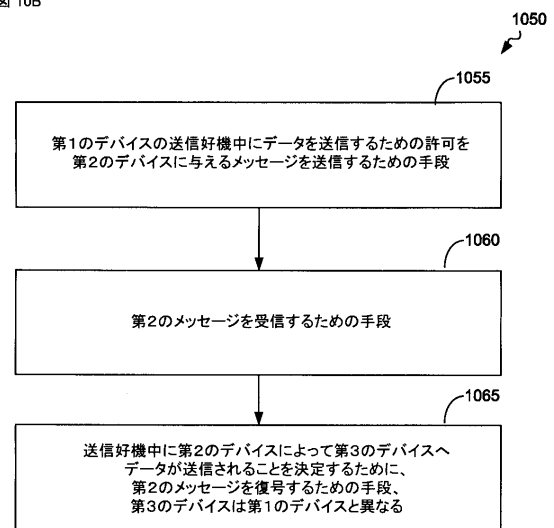 図 10B
1050
1055
第1のデバイスの送信好機中にデータを送信するための許可を
第2のデバイスに与えるメッセージを送信するための手段
1060
第2のメッセージを受信するための手段
1065
送信好機中に第2のデバイスによって第3のデバイスへ
データが送信されることを決定するために、
第2のメッセージを復号するための手段、
第3のデバイスは第1のデバイスと異なる